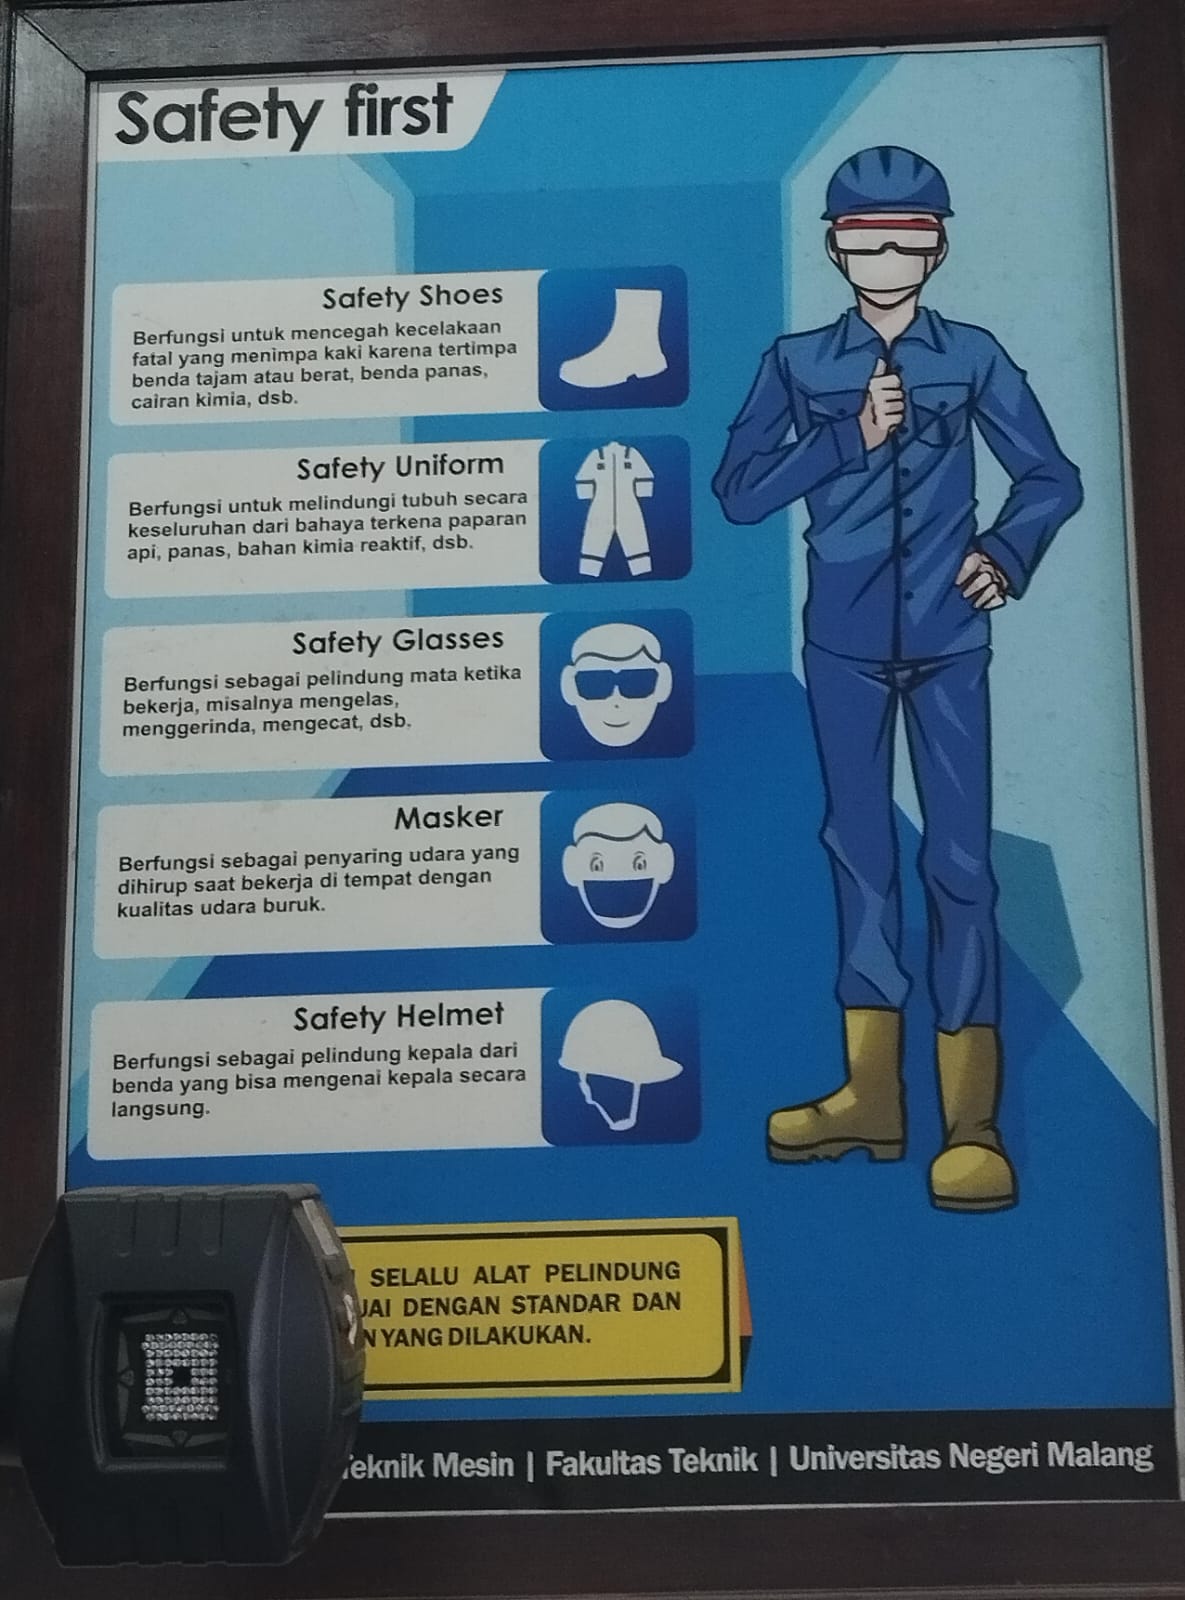 Safety first
Safety Shoes
Berfungsi untuk mencegah kecelakaan
fatal yang menimpa kaki karena tertimpa
benda tajam atau berat, benda panas,
cairan kimia, dsb.
Safety Uniform
Berfungsi untuk melindungi tubuh secara
keseluruhan dari bahaya terkena paparan
api, panas, bahan kimia reaktif, dsb.
Safety Glasses
Berfungsi sebagai pelindung mata ketika
bekerja, misalnya mengelas,
menggerinda, mengecat, dsb.
Masker
Berfungsi sebagai penyaring udara yang
dihirup saat bekerja di tempat dengan
kualitas udara buruk.
Safety Helmet
Berfungsi sebagai pelindung kepala dari
benda yang bisa mengenai kepala secara
langsung.
SELALU ALAT PELINDUNG
DENGAN STANDAR DAN
YANG DILAKUKAN.
Teknik Mesin | Fakultas Teknik | Universitas Negeri Malang